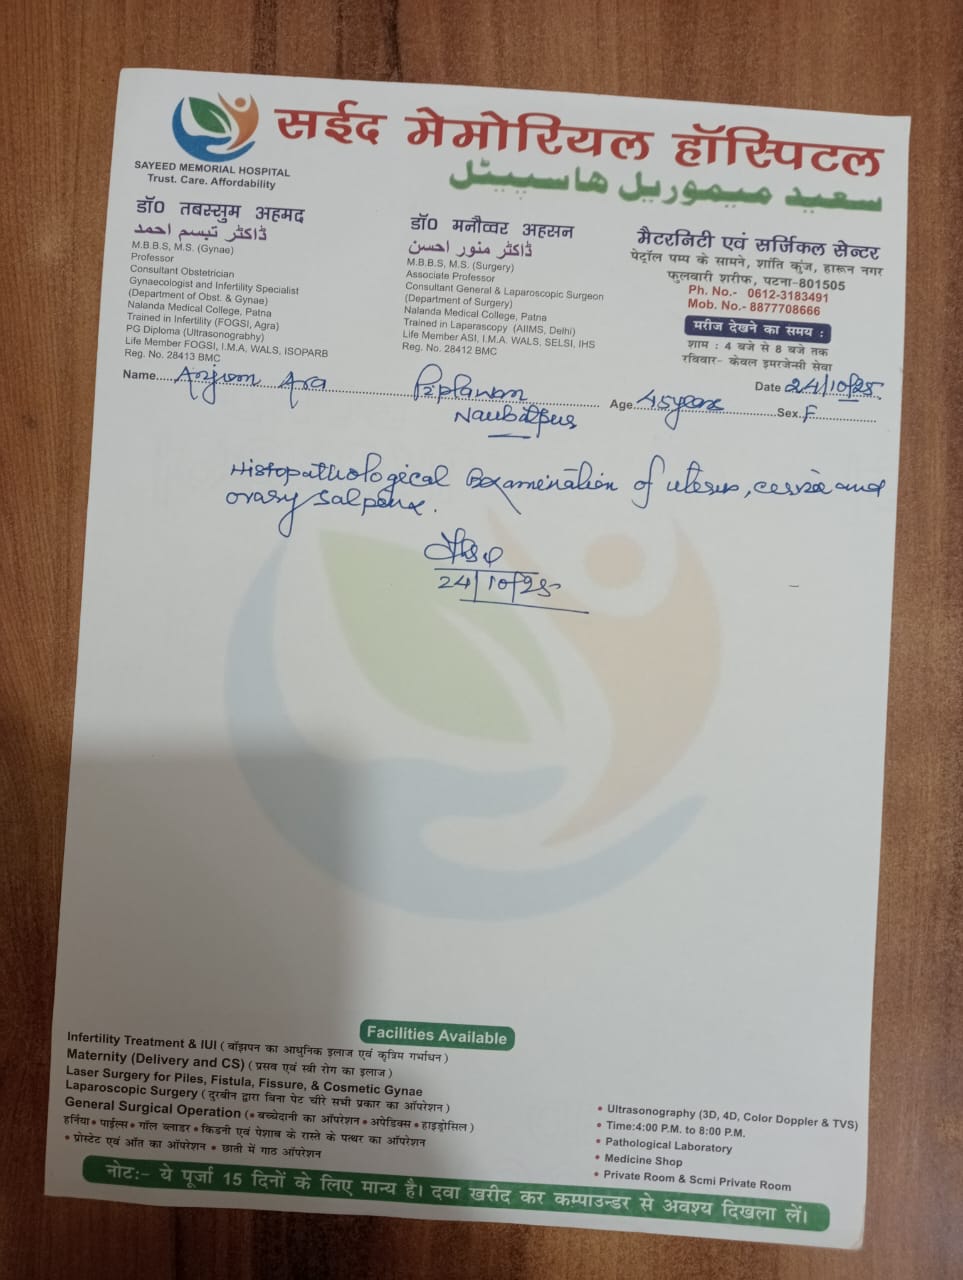 सईद मेमोरियल हॉस्पिटल
سعید میموریل ہاسپیٹل
SAYEED MEMORIAL HOSPITAL
Trust. Care. Affordability
डॉ० तबस्सुम अहमद
ڈاکٹر تبسم احمد
M.B.B.S, M.S. (Gynae)
Professor
Consultant Obstetrician
Gynaecologist and Infertility Specialist
(Department of Obst. & Gynae)
Nalanda Medical College, Patna
Trained in Infertility (FOGSI, Agra)
PG Diploma (Ultrasonograbhy)
Life Member FOGSI, I.M.A. WALS, ISOPARB
Reg. No. 28413 BMC
डॉ० मनौव्वर अहसन
ڈاکٹر منور احسن
M.B.B.S, M.S. (Surgery)
Associate Professor
Consultant General & Laparoscopic Surgeon
(Department of Surgery)
Nalanda Medical College, Patna
Trained in Laparascopy (AIIMS, Delhi)
Life Member ASI, I.M.A. WALS, SELSI, IHS
Reg. No. 28412 BMC
मैटरनिटी एवं सर्जिकल सेन्टर
पेट्रॉल पम्प के सामने, शांति कुंज, हारून नगर
फुलवारी शरीफ, पटना-801505
Ph. No.- 0612-3183491
Mob. No.- 8877708666
मरीज देखने का समय :
शाम : 4 बजे से 8 बजे तक
रविवार- केवल इमरजेन्सी सेवा
Name Anjum Ara Age 45 years Sex F
Date 24/10/25
Naubatpur
Histopathological Examination of uterus, cervix and
ovary salpinx.
24/10/25
Facilities Available
Infertility Treatment & IUI ( बाँझपन का आधुनिक इलाज एवं कृत्रिम गर्भाधन )
Maternity (Delivery and CS) ( प्रसव एवं स्त्री रोग का इलाज )
Laser Surgery for Piles, Fistula, Fissure, & Cosmetic Gynae
Laparoscopic Surgery ( दुरबीन द्वारा बिना पेट चीरे सभी प्रकार का ऑपरेशन )
General Surgical Operation ( • बच्चेदानी का ऑपरेशन • अपेडिक्स • हाइड्रोसिल )
हर्निया • पाईल्स • गॉल ब्लाडर • किडनी एवं पेशाब के रास्ते के पत्थर का ऑपरेशन
• प्रोस्टेट एवं आँत का ऑपरेशन • छाती में गाठ ऑपरेशन
• Ultrasonography (3D, 4D, Color Doppler & TVS)
• Time:4:00 P.M. to 8:00 P.M.
• Pathological Laboratory
• Medicine Shop
• Private Room & Scmi Private Room
नोटः- ये पूर्जा 15 दिनों के लिए मान्य है। दवा खरीद कर कम्पाउन्डर से अवश्य दिखला लें।